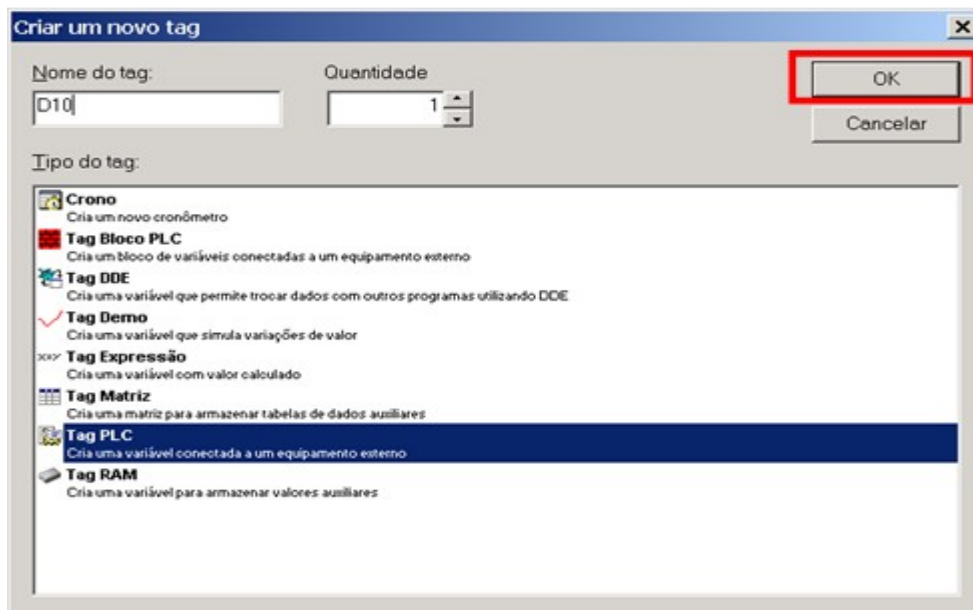 Criar um novo tag
Nome do tag:
Quantidade
D10
1
OK
Cancelar
Tipo do tag:
Crono
Cria um novo cronômetro
Tag Bloco PLC
Cria um bloco de variáveis conectadas a um equipamento externo
Tag DDE
Cria uma variável que permite trocar dados com outros programas utilizando DDE
Tag Demo
Cria uma variável que simula variações de valor
Tag Expressão
Cria uma variável com valor calculado
Tag Matriz
Cria uma matriz para armazenar tabelas de dados auxiliares
Tag PLC
Cria uma variável conectada a um equipamento externo
Tag RAM
Cria uma variável para armazenar valores auxiliares